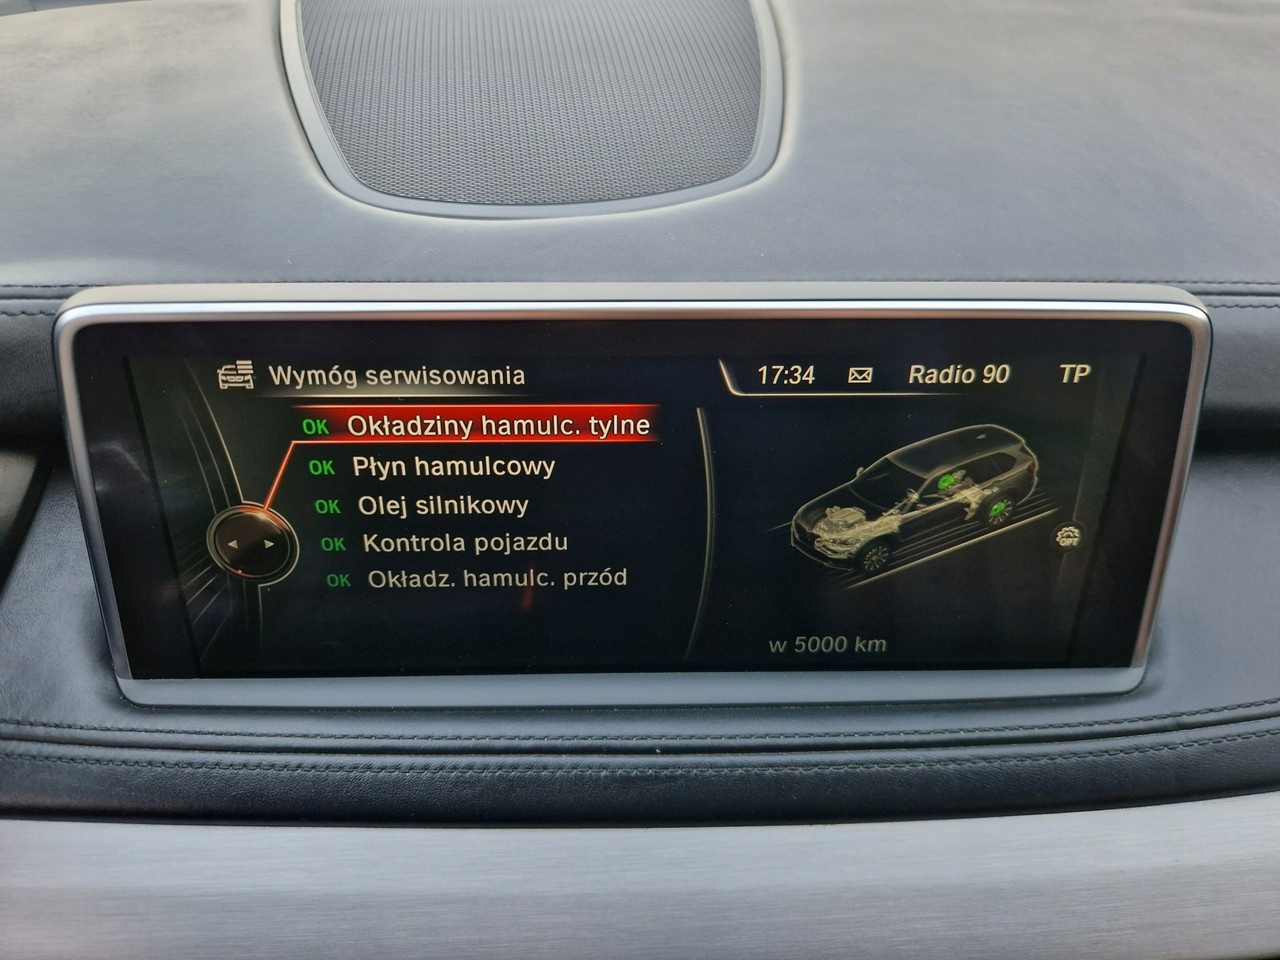 Wymóg serwisowania
17:34 Radio 90 TP
OK Okładziny hamulc. tylne
OK Płyn hamulcowy
OK Olej silnikowy
OK Kontrola pojazdu
OK Okładz. hamulc. przód
OPT
w 5000 km